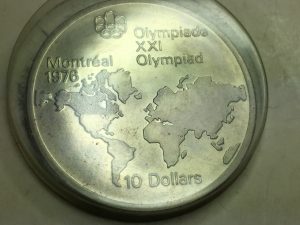 Olympiade
XXI
Olympiad
Montréal
1976
10 Dollars